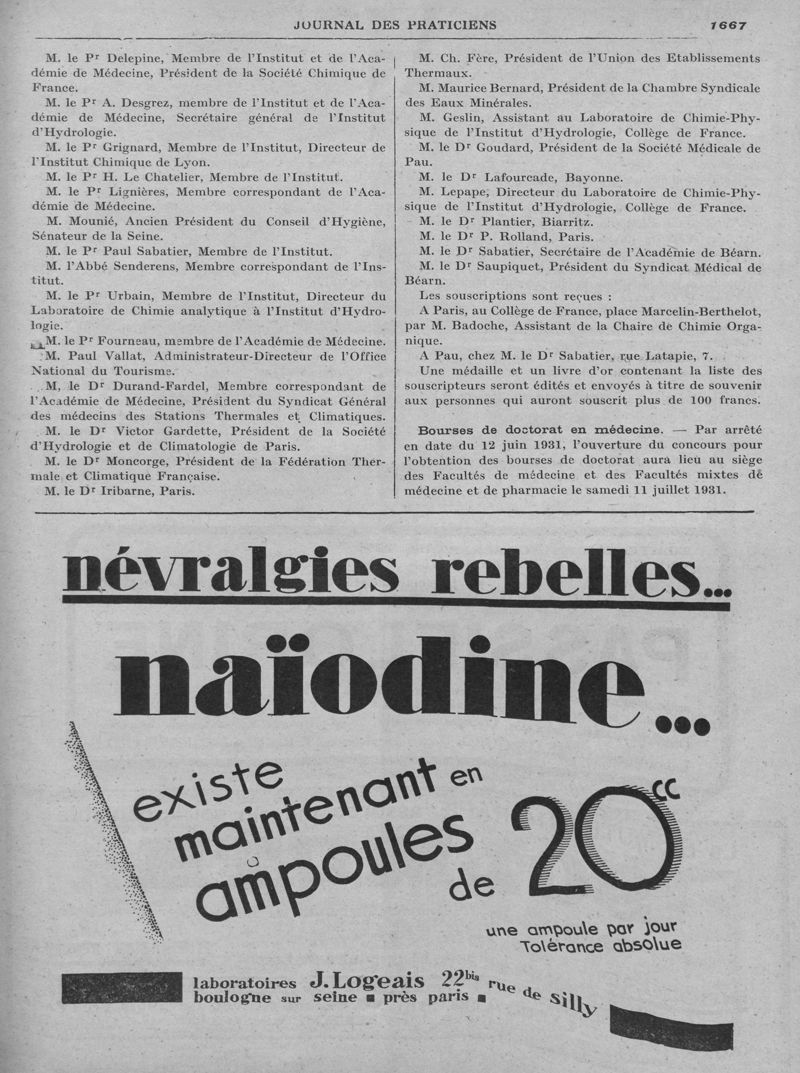 JOURNAL DES PRATICIENS 1667
M. le Pr Delepine, Membre de l'Institut et de l'Aca-
démie de Médecine, Président de la Société Chimique de
France.
M. le Pr A. Desgrez, membre de l'Institut et de l'Aca-
démie de Médecine, Secrétaire général de l'Institut
d'Hydrologie.
M. le Pr Grignard, Membre de l'Institut, Directeur de
l'Institut Chimique de Lyon.
M. le Pr H. Le Chatelier, Membre de l'Institut.
M. le Pr Lignières, Membre correspondant de l'Aca-
démie de Médecine.
M. Mounié, Ancien Président du Conseil d'Hygiène,
Sénateur de la Seine.
M. le Pr Paul Sabatier, Membre de l'Institut.
M. l'Abbé Senderens, Membre correspondant de l'Ins-
titut.
M. le Pr Urbain, Membre de l'Institut, Directeur du
Laboratoire de Chimie analytique à l'Institut d'Hydro-
logie.
M. le Pr Fourneau, membre de l'Académie de Médecine.
M. Paul Vallat, Administrateur-Directeur de l'Office
National du Tourisme.
M. le Dr Durand-Fardel, Membre correspondant de
l'Académie de Médecine, Président du Syndicat Général
des médecins des Stations Thermales et Climatiques.
M. le Dr Victor Gardette, Président de la Société
d'Hydrologie et de Climatologie de Paris.
M. le Dr Moncorge, Président de la Fédération Ther-
male et Climatique Française.
M. le Dr Iribarne, Paris.
M. Ch. Fère, Président de l'Union des Etablissements
Thermaux.
M. Maurice Bernard, Président de la Chambre Syndicale
des Eaux Minérales.
M. Geslin, Assistant au Laboratoire de Chimie-Phy-
sique de l'Institut d'Hydrologie, Collège de France.
M. le Dr Goudard, Président de la Société Médicale de
Pau.
M. le Dr Lafourcade, Bayonne.
M. Lepape, Directeur du Laboratoire de Chimie-Phy-
sique de l'Institut d'Hydrologie, Collège de France.
M. le Dr Plantier, Biarritz.
M. le Dr P. Rolland, Paris.
M. le Dr Sabatier, Secrétaire de l'Académie de Béarn.
M. le Dr Saupiquet, Président du Syndicat Médical de
Béarn.
Les souscriptions sont reçues :
A Paris, au Collège de France, place Marcelin-Berthelot,
par M. Badoche, Assistant de la Chaire de Chimie Orga-
nique.
A Pau, chez M. le Dr Sabatier, rue Latapie, 7.
Une médaille et un livre d'or contenant la liste des
souscripteurs seront édités et envoyés à titre de souvenir
aux personnes qui auront souscrit plus de 100 francs.
Bourses de doctorat en médecine. — Par arrêté
en date du 12 juin 1931, l'ouverture du concours pour
l'obtention des bourses de doctorat aura lieu au siège
des Facultés de médecine et des Facultés mixtes de
médecine et de pharmacie le samedi 11 juillet 1931.
névralgies rebelles...
naïodine...
existe
maintenant en
ampoules
de 20cc
une ampoule par jour
Tolérance absolue
laboratoires J. Logeais 22bis rue de silly
boulogne sur seine ■ près paris ■